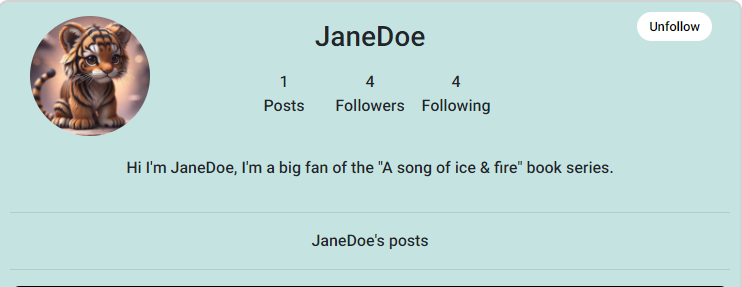 JaneDoe
Unfollow
1 4 4
Posts Followers Following
Hi I'm JaneDoe, I'm a big fan of the "A song of ice & fire" book series.
JaneDoe's posts